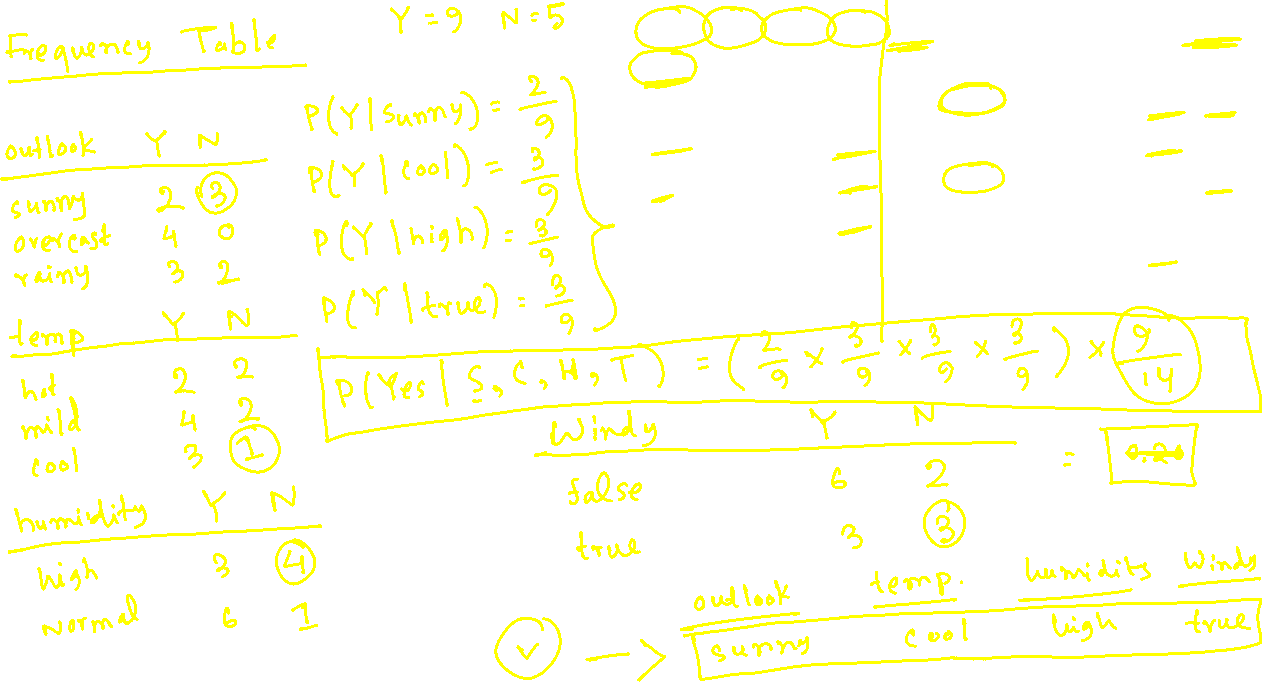 Frequency Table
Y = 9 N = 5
outlook Y N
sunny 2 3
overcast 4 0
rainy 3 2
temp Y N
hot 2 2
mild 4 2
cool 3 1
humidity Y N
high 3 4
normal 6 1
P(Y | sunny) = 2/9
P(Y | cool) = 3/9
P(Y | high) = 3/9
P(Y | true) = 3/9
P(Yes | S, C, H, T) = (2/9 × 3/9 × 3/9 × 3/9) × 9/14
Windy Y N
false 6 2
true 3 3
=
outlook temp. humidity Windy
sunny cool high true